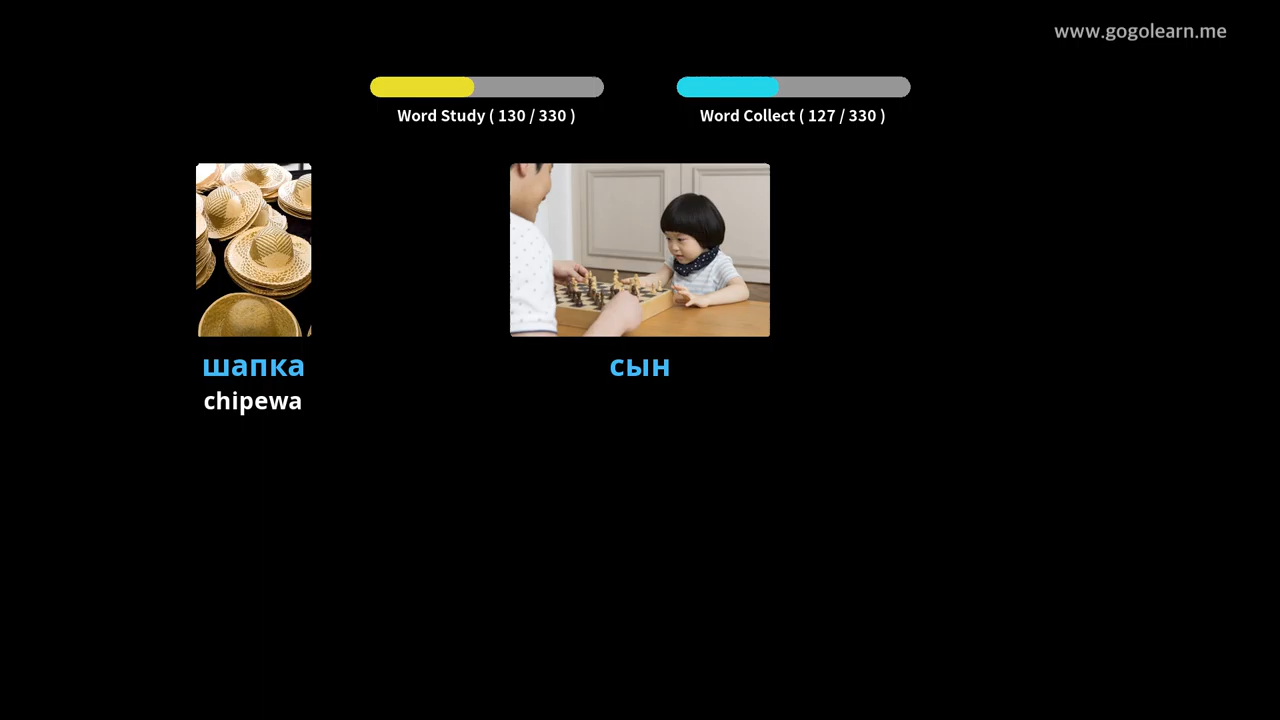 www.gogolearn.me
Word Study ( 130 / 330 )
Word Collect ( 127 / 330 )
шапка
chipewa
сын